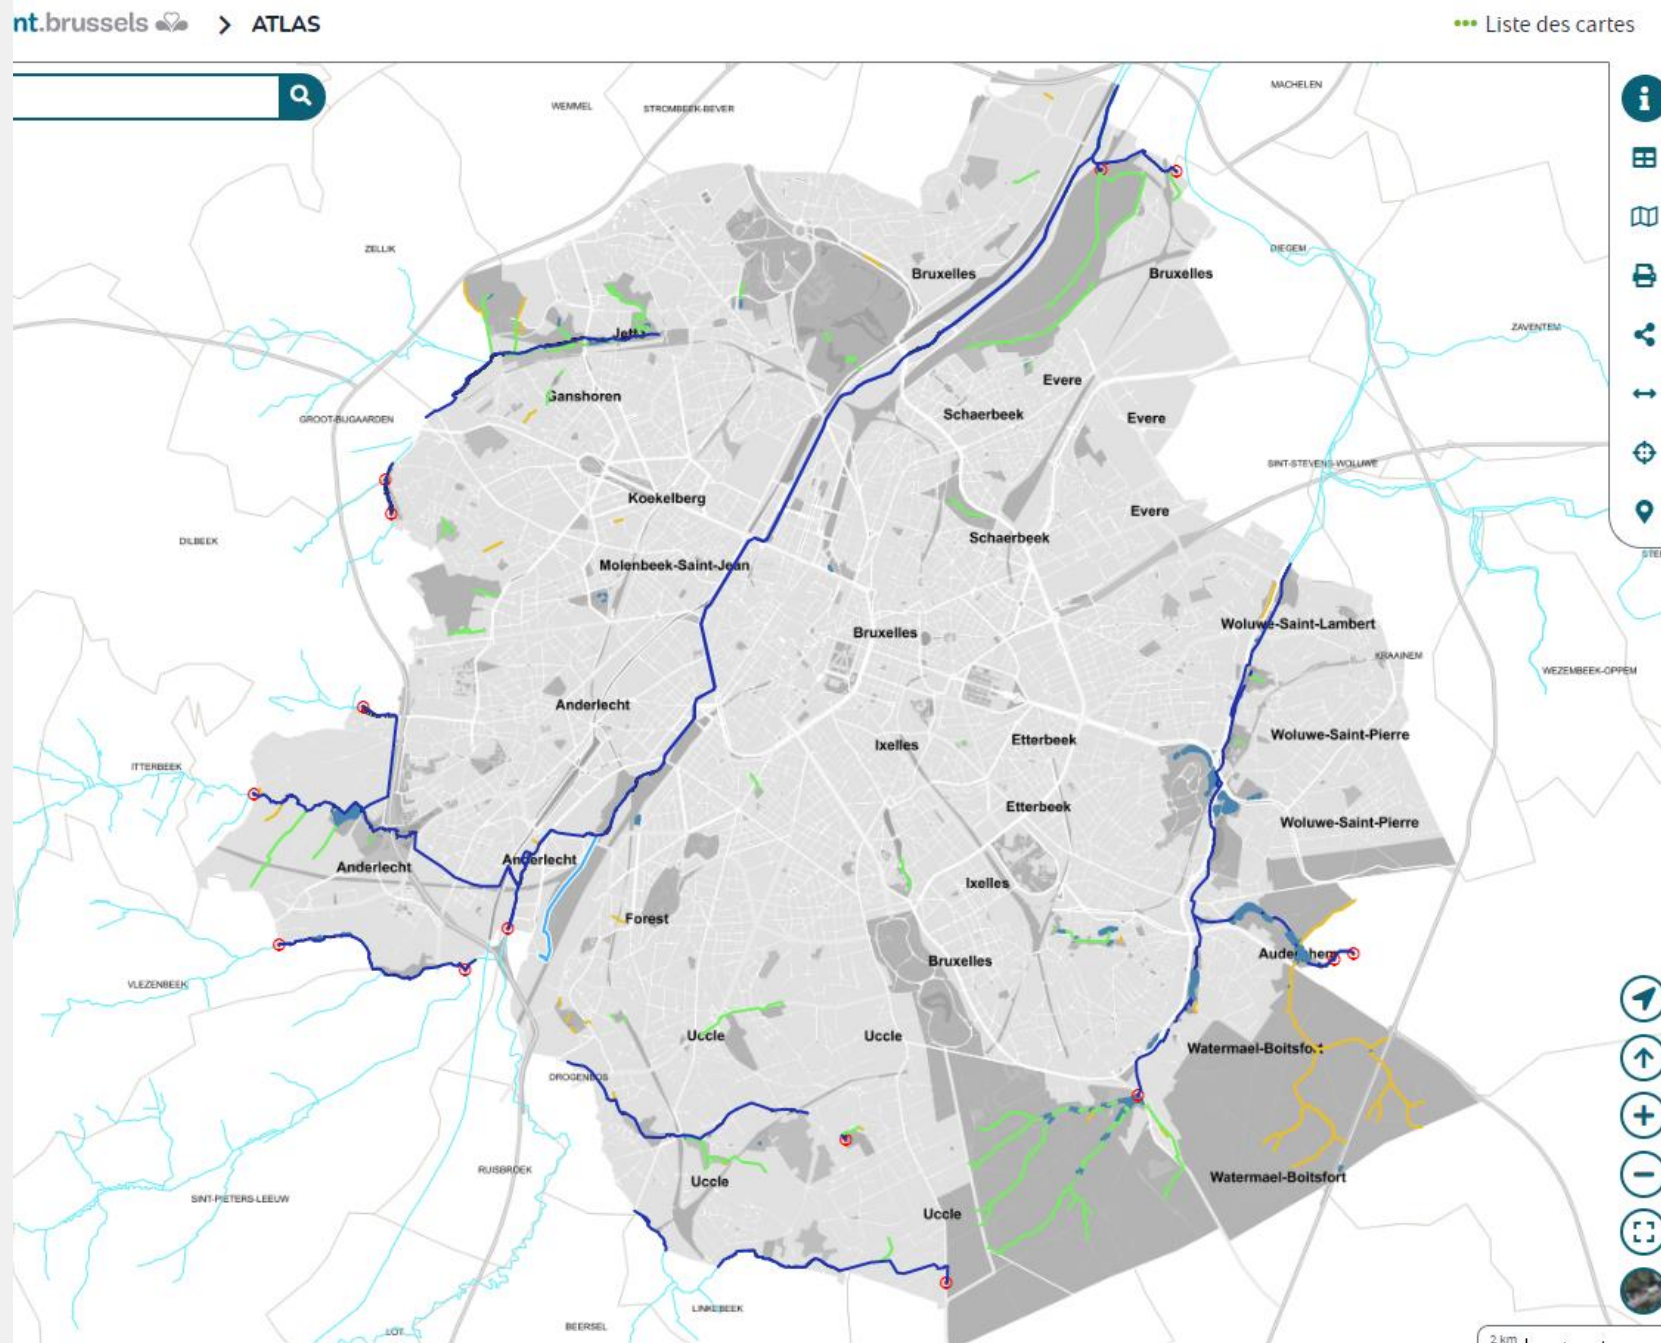 nt.brussels > ATLAS
Liste des cartes
MACHELEN
WEMMEL
STROMBEEK-BEVER
ZELLIK
DIEGEM
Bruxelles
Bruxelles
ZAVENTEM
Jette
Evere
Ganshoren
GROOT-BIJGAARDEN
Schaerbeek
Evere
SINT-STEVENS-WOLUWE
Koekelberg
Evere
DILBEEK
Schaerbeek
Molenbeek-Saint-Jean
STE
Woluwe-Saint-Lambert
Bruxelles
KRAAINEM
WEZEMBEEK-OPPEM
Anderlecht
Woluwe-Saint-Pierre
Etterbeek
Ixelles
ITTERBEEK
Etterbeek
Woluwe-Saint-Pierre
Anderlecht
Anderlecht
Ixelles
Forest
Auderghem
Bruxelles
VLEZENBEEK
Uccle
Uccle
Watermael-Boitsfort
DROGENBOS
RUISBROEK
Watermael-Boitsfort
Uccle
SINT-PIETERS-LEEUW
Uccle
LINKEBEEK
BEERSEL
LOT
2 km